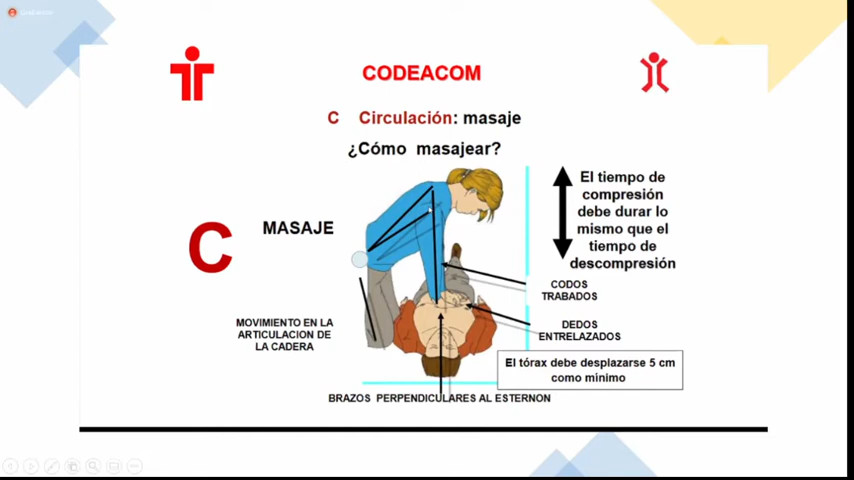 CODEACOM
C Circulación: masaje
¿Cómo masajear?
El tiempo de
compresión
debe durar lo
mismo que el
tiempo de
descompresión
C
MASAJE
CODOS
TRABADOS
MOVIMIENTO EN LA
ARTICULACION DE
LA CADERA
DEDOS
ENTRELAZADOS
El tórax debe desplazarse 5 cm
como mínimo
BRAZOS PERPENDICULARES AL ESTERNON